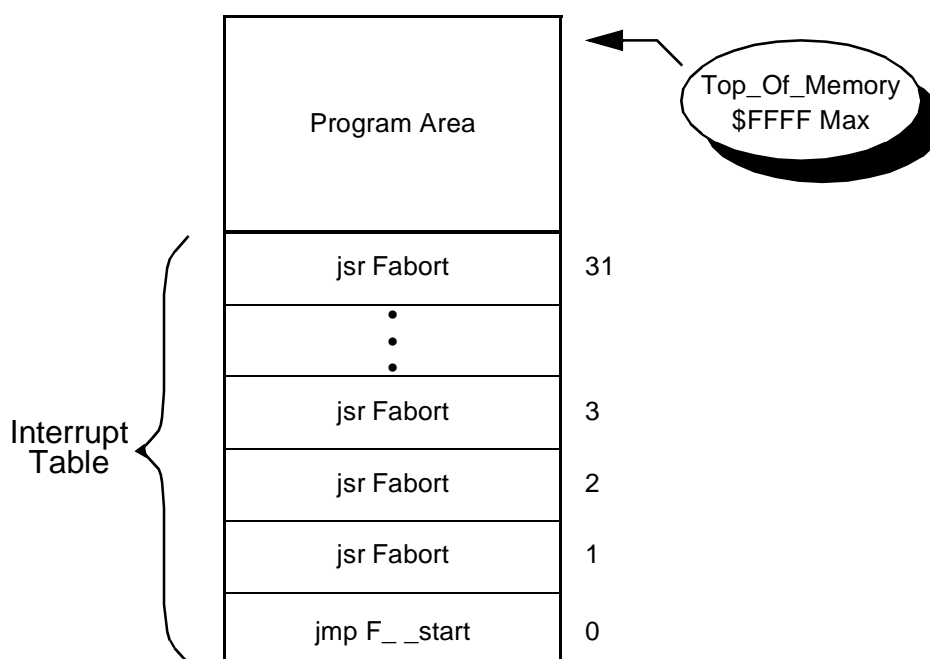 Top_Of_Memory
$FFFF Max
Program Area
jsr Fabort 31
jsr Fabort 3
Interrupt
Table
jsr Fabort 2
jsr Fabort 1
jmp F_ _start 0